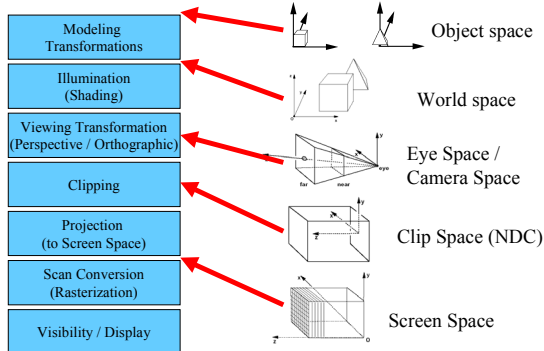 Modeling
Transformations
Object space
Illumination
(Shading)
World space
Viewing Transformation
(Perspective / Orthographic)
y
x
eye
far near
Eye Space /
Camera Space
Clipping
y
x
z
Clip Space (NDC)
Projection
(to Screen Space)
Scan Conversion
(Rasterization)
x
y
z
0
Screen Space
Visibility / Display